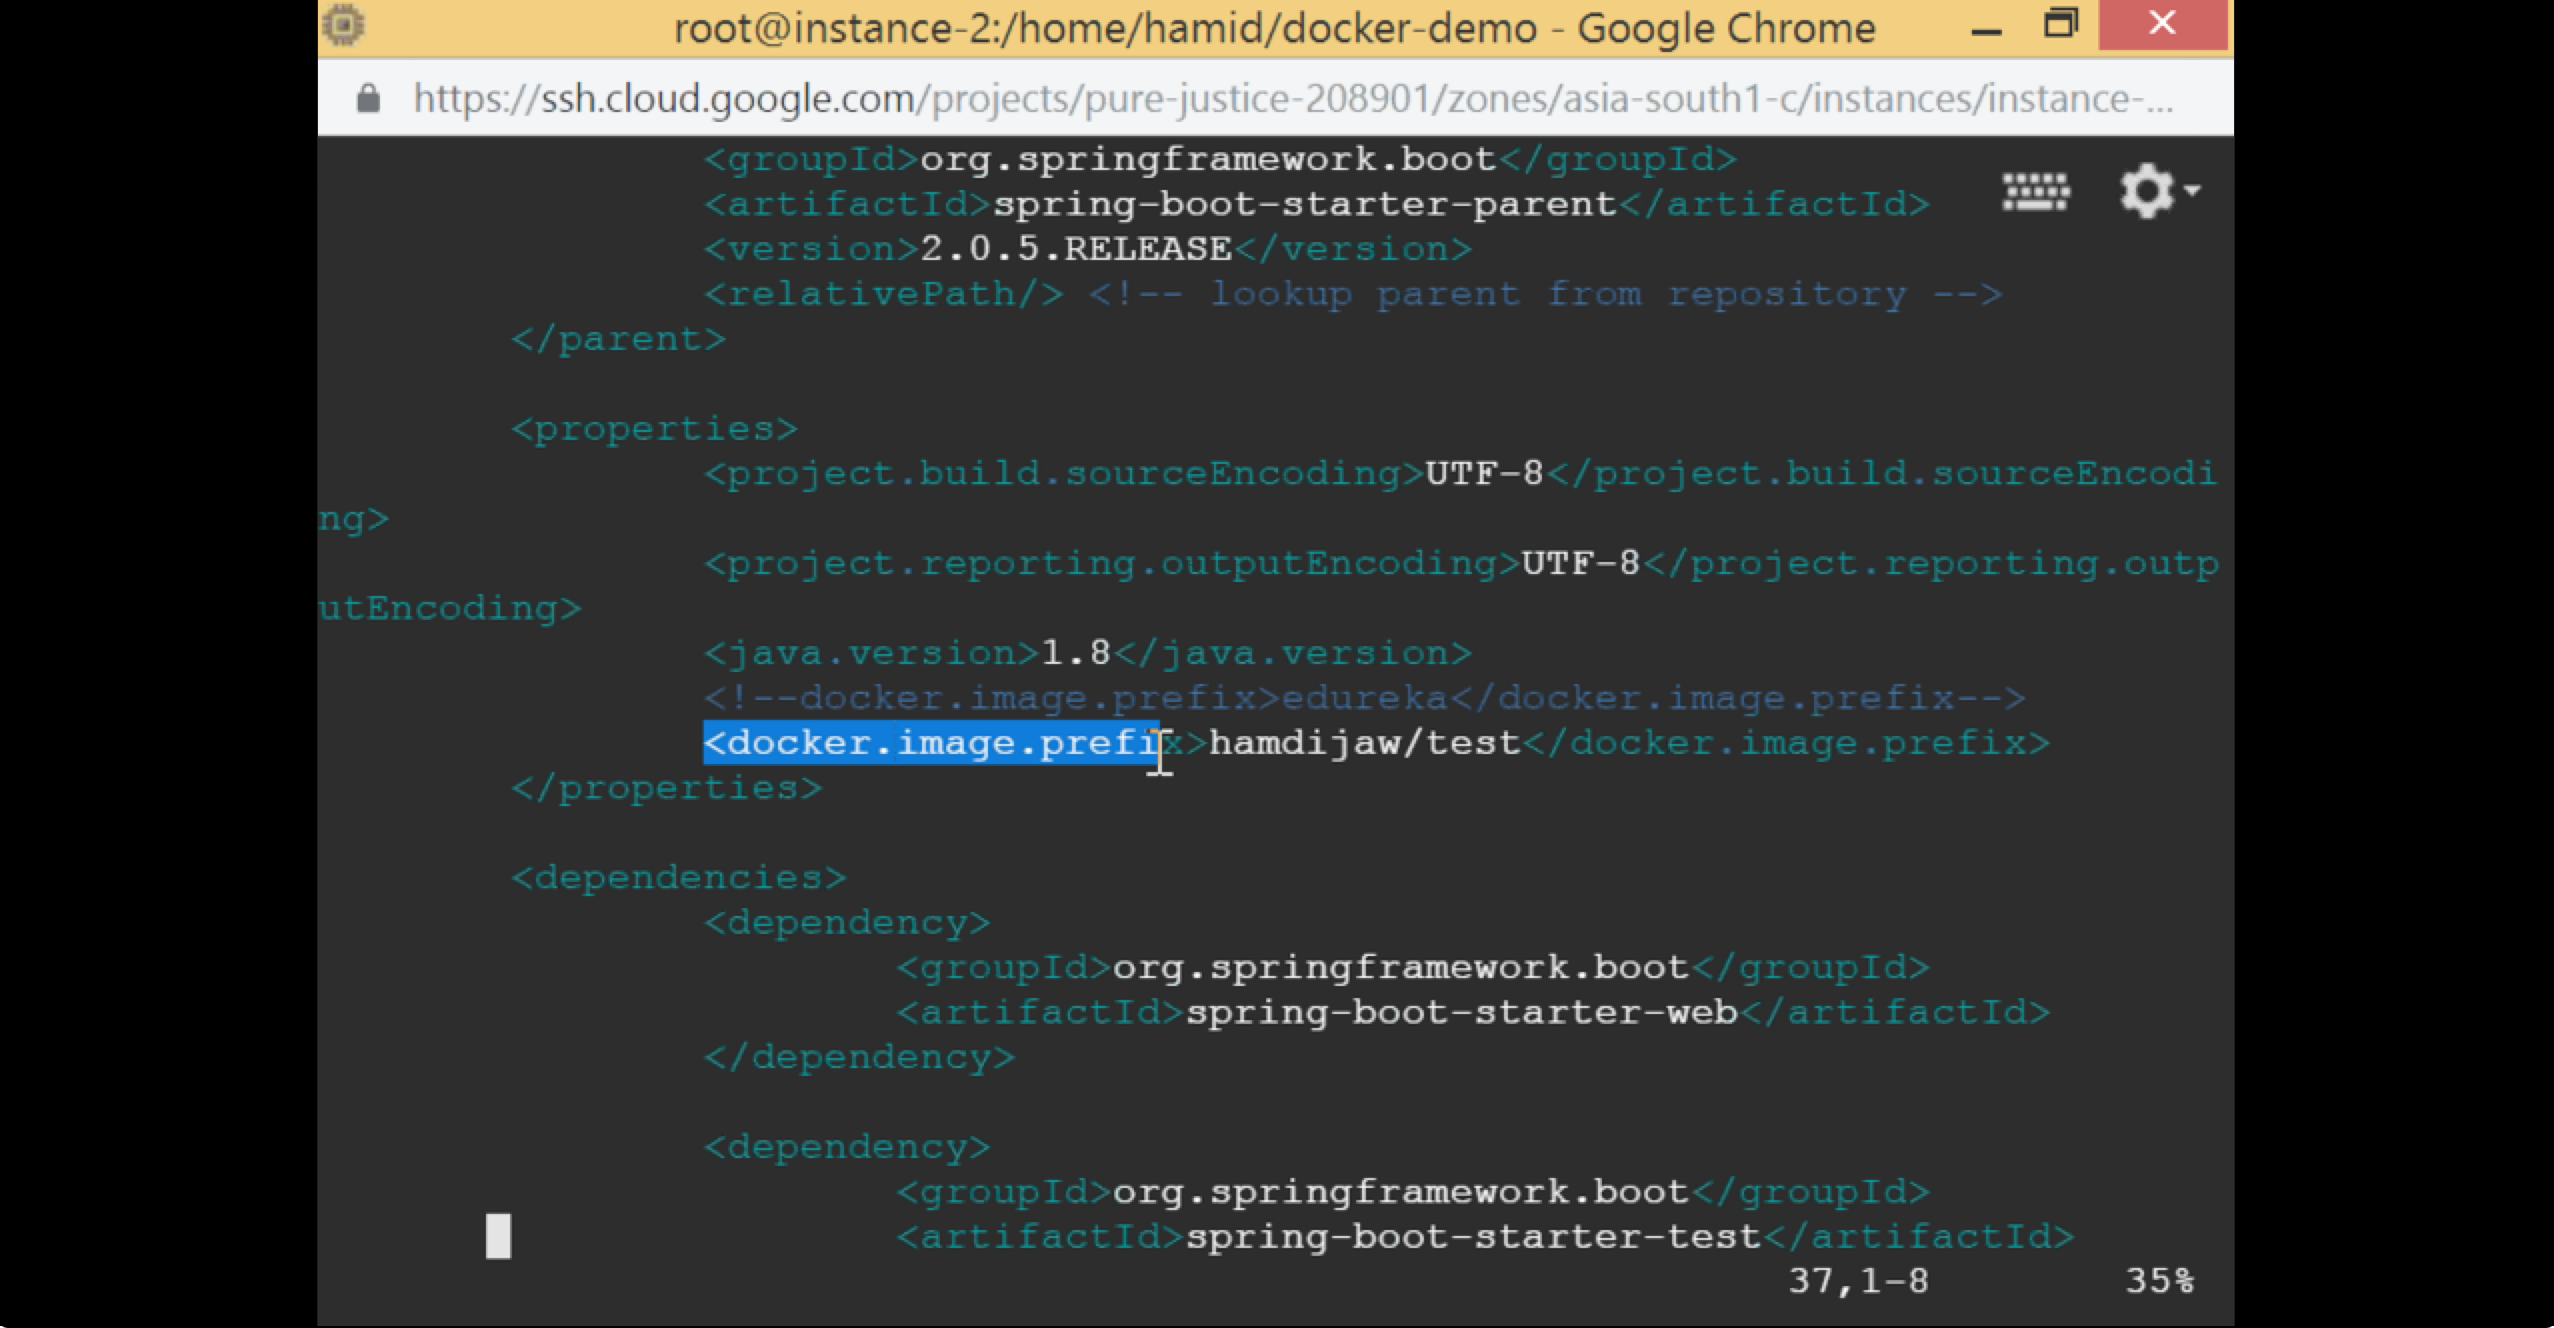 root@instance-2:/home/hamid/docker-demo - Google Chrome
https://ssh.cloud.google.com/projects/pure-justice-208901/zones/asia-south1-c/instances/instance-...
<groupId>org.springframework.boot</groupId>
<artifactId>spring-boot-starter-parent</artifactId>
<version>2.0.5.RELEASE</version>
<relativePath/> <!-- lookup parent from repository -->
</parent>
<properties>
<project.build.sourceEncoding>UTF-8</project.build.sourceEncodi
ng>
<project.reporting.outputEncoding>UTF-8</project.reporting.outp
utEncoding>
<java.version>1.8</java.version>
<!--docker.image.prefix>edureka</docker.image.prefix-->
<docker.image.prefix>hamdijaw/test</docker.image.prefix>
</properties>
<dependencies>
<dependency>
<groupId>org.springframework.boot</groupId>
<artifactId>spring-boot-starter-web</artifactId>
</dependency>
<dependency>
<groupId>org.springframework.boot</groupId>
<artifactId>spring-boot-starter-test</artifactId>
37,1-8 35%